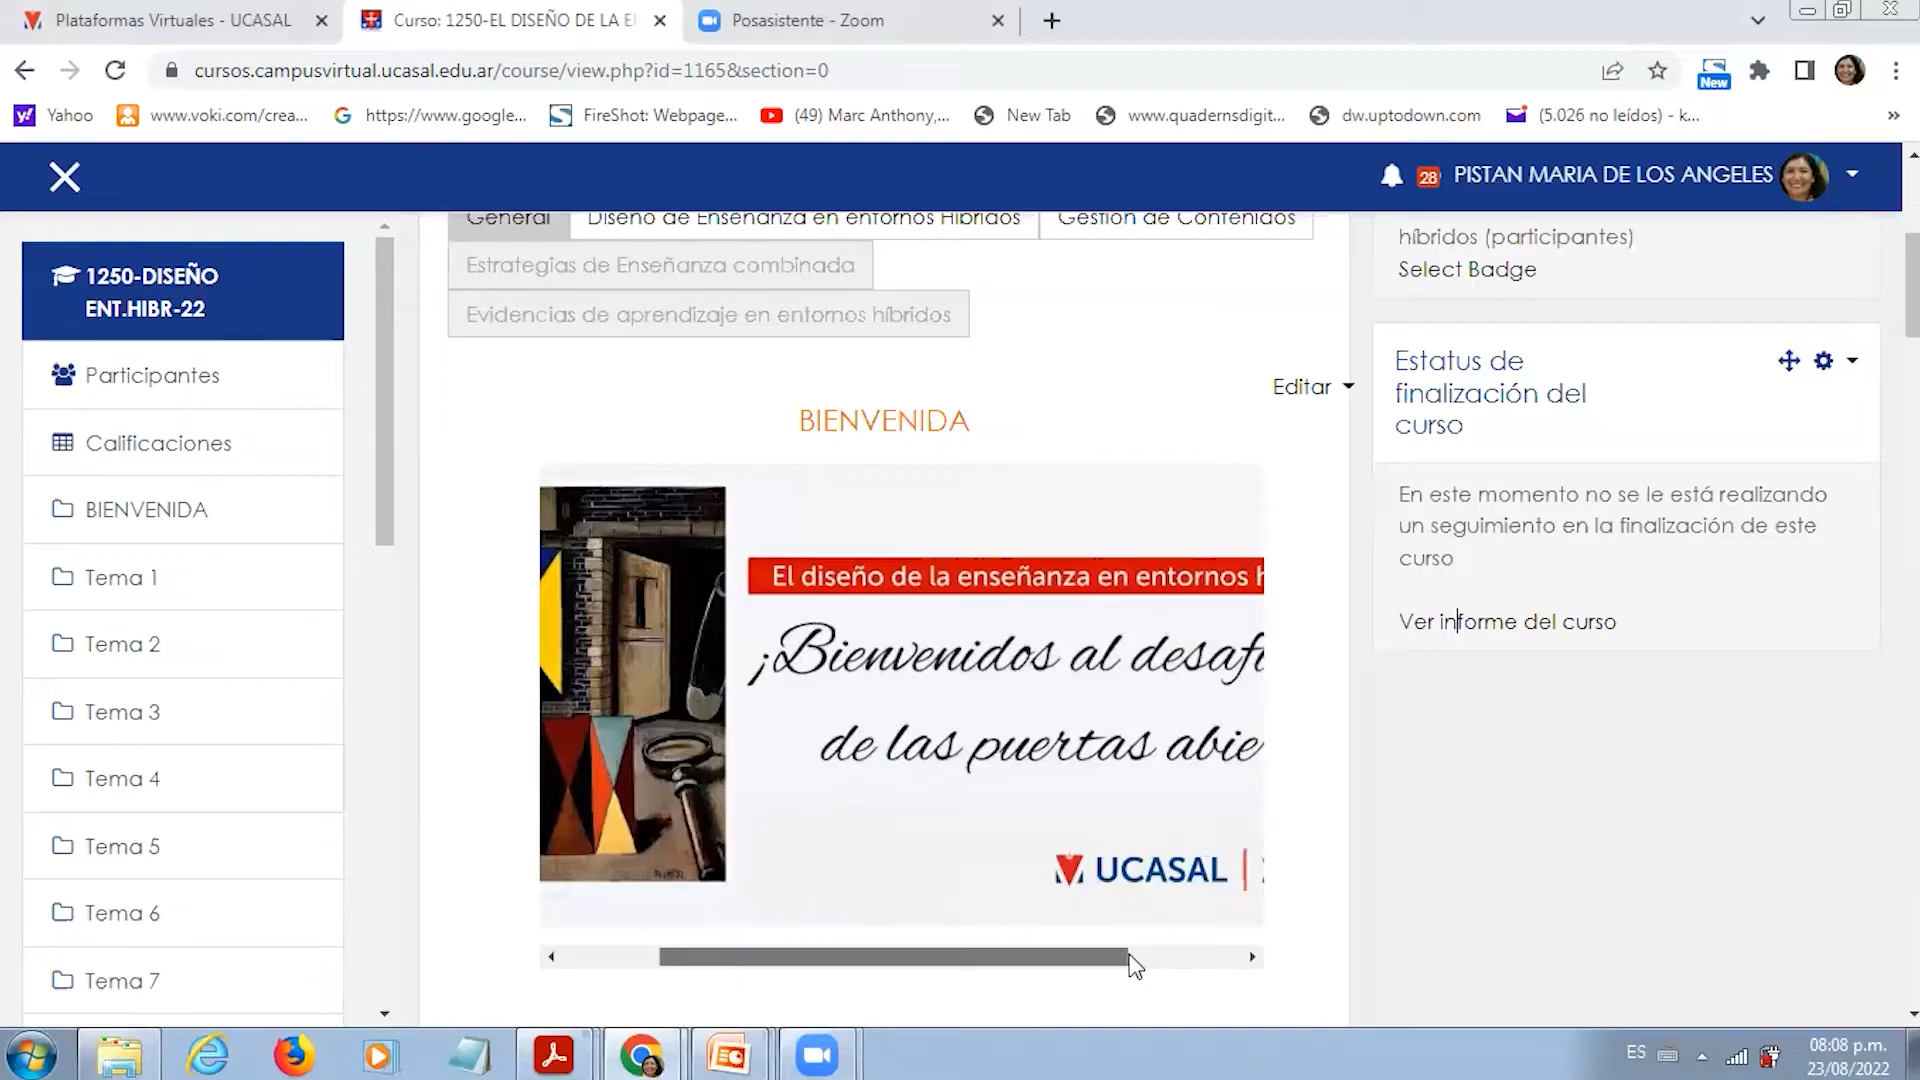 Plataformas Virtuales - UCASAL
Curso: 1250-EL DISEÑO DE LA E
Posasistente - Zoom
cursos.campusvirtual.ucasal.edu.ar/course/view.php?id=1165&section=0
New
Yahoo
www.voki.com/crea...
https://www.google...
FireShot: Webpage...
(49) Marc Anthony,...
New Tab
www.quadernsdigit...
dw.uptodown.com
(5.026 no leídos) - k...
28
PISTAN MARIA DE LOS ANGELES
1250-DISEÑO
ENT.HIBR-22
Participantes
Calificaciones
BIENVENIDA
Tema 1
Tema 2
Tema 3
Tema 4
Tema 5
Tema 6
Tema 7
General
Diseño de Enseñanza en entornos Híbridos
Gestión de Contenidos
Estrategias de Enseñanza combinada
Evidencias de aprendizaje en entornos híbridos
Editar
BIENVENIDA
El diseño de la enseñanza en entornos h
¡Bienvenidos al desafí
de las puertas abie
UCASAL
híbridos (participantes)
Select Badge
Estatus de
finalización del
curso
En este momento no se le está realizando
un seguimiento en la finalización de este
curso
Ver informe del curso
ES
08:08 p.m.
23/08/2022